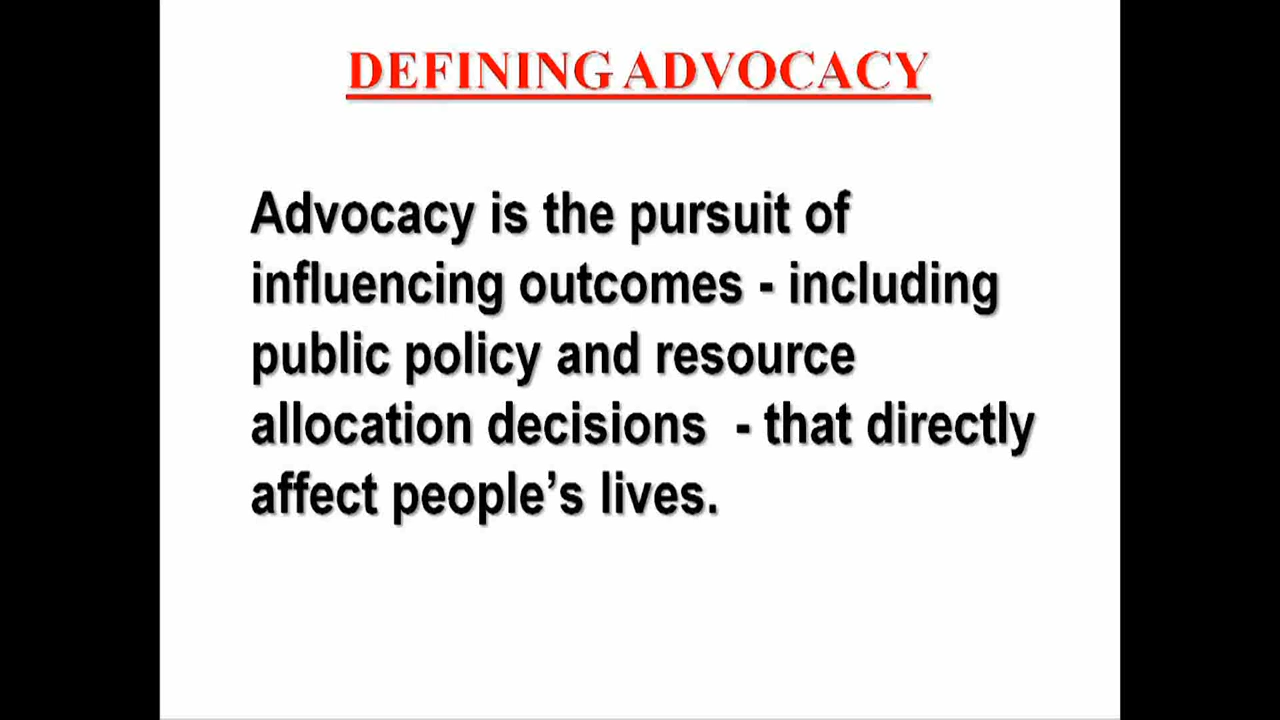 DEFINING ADVOCACY
Advocacy is the pursuit of
influencing outcomes - including
public policy and resource
allocation decisions  - that directly
affect people’s lives.